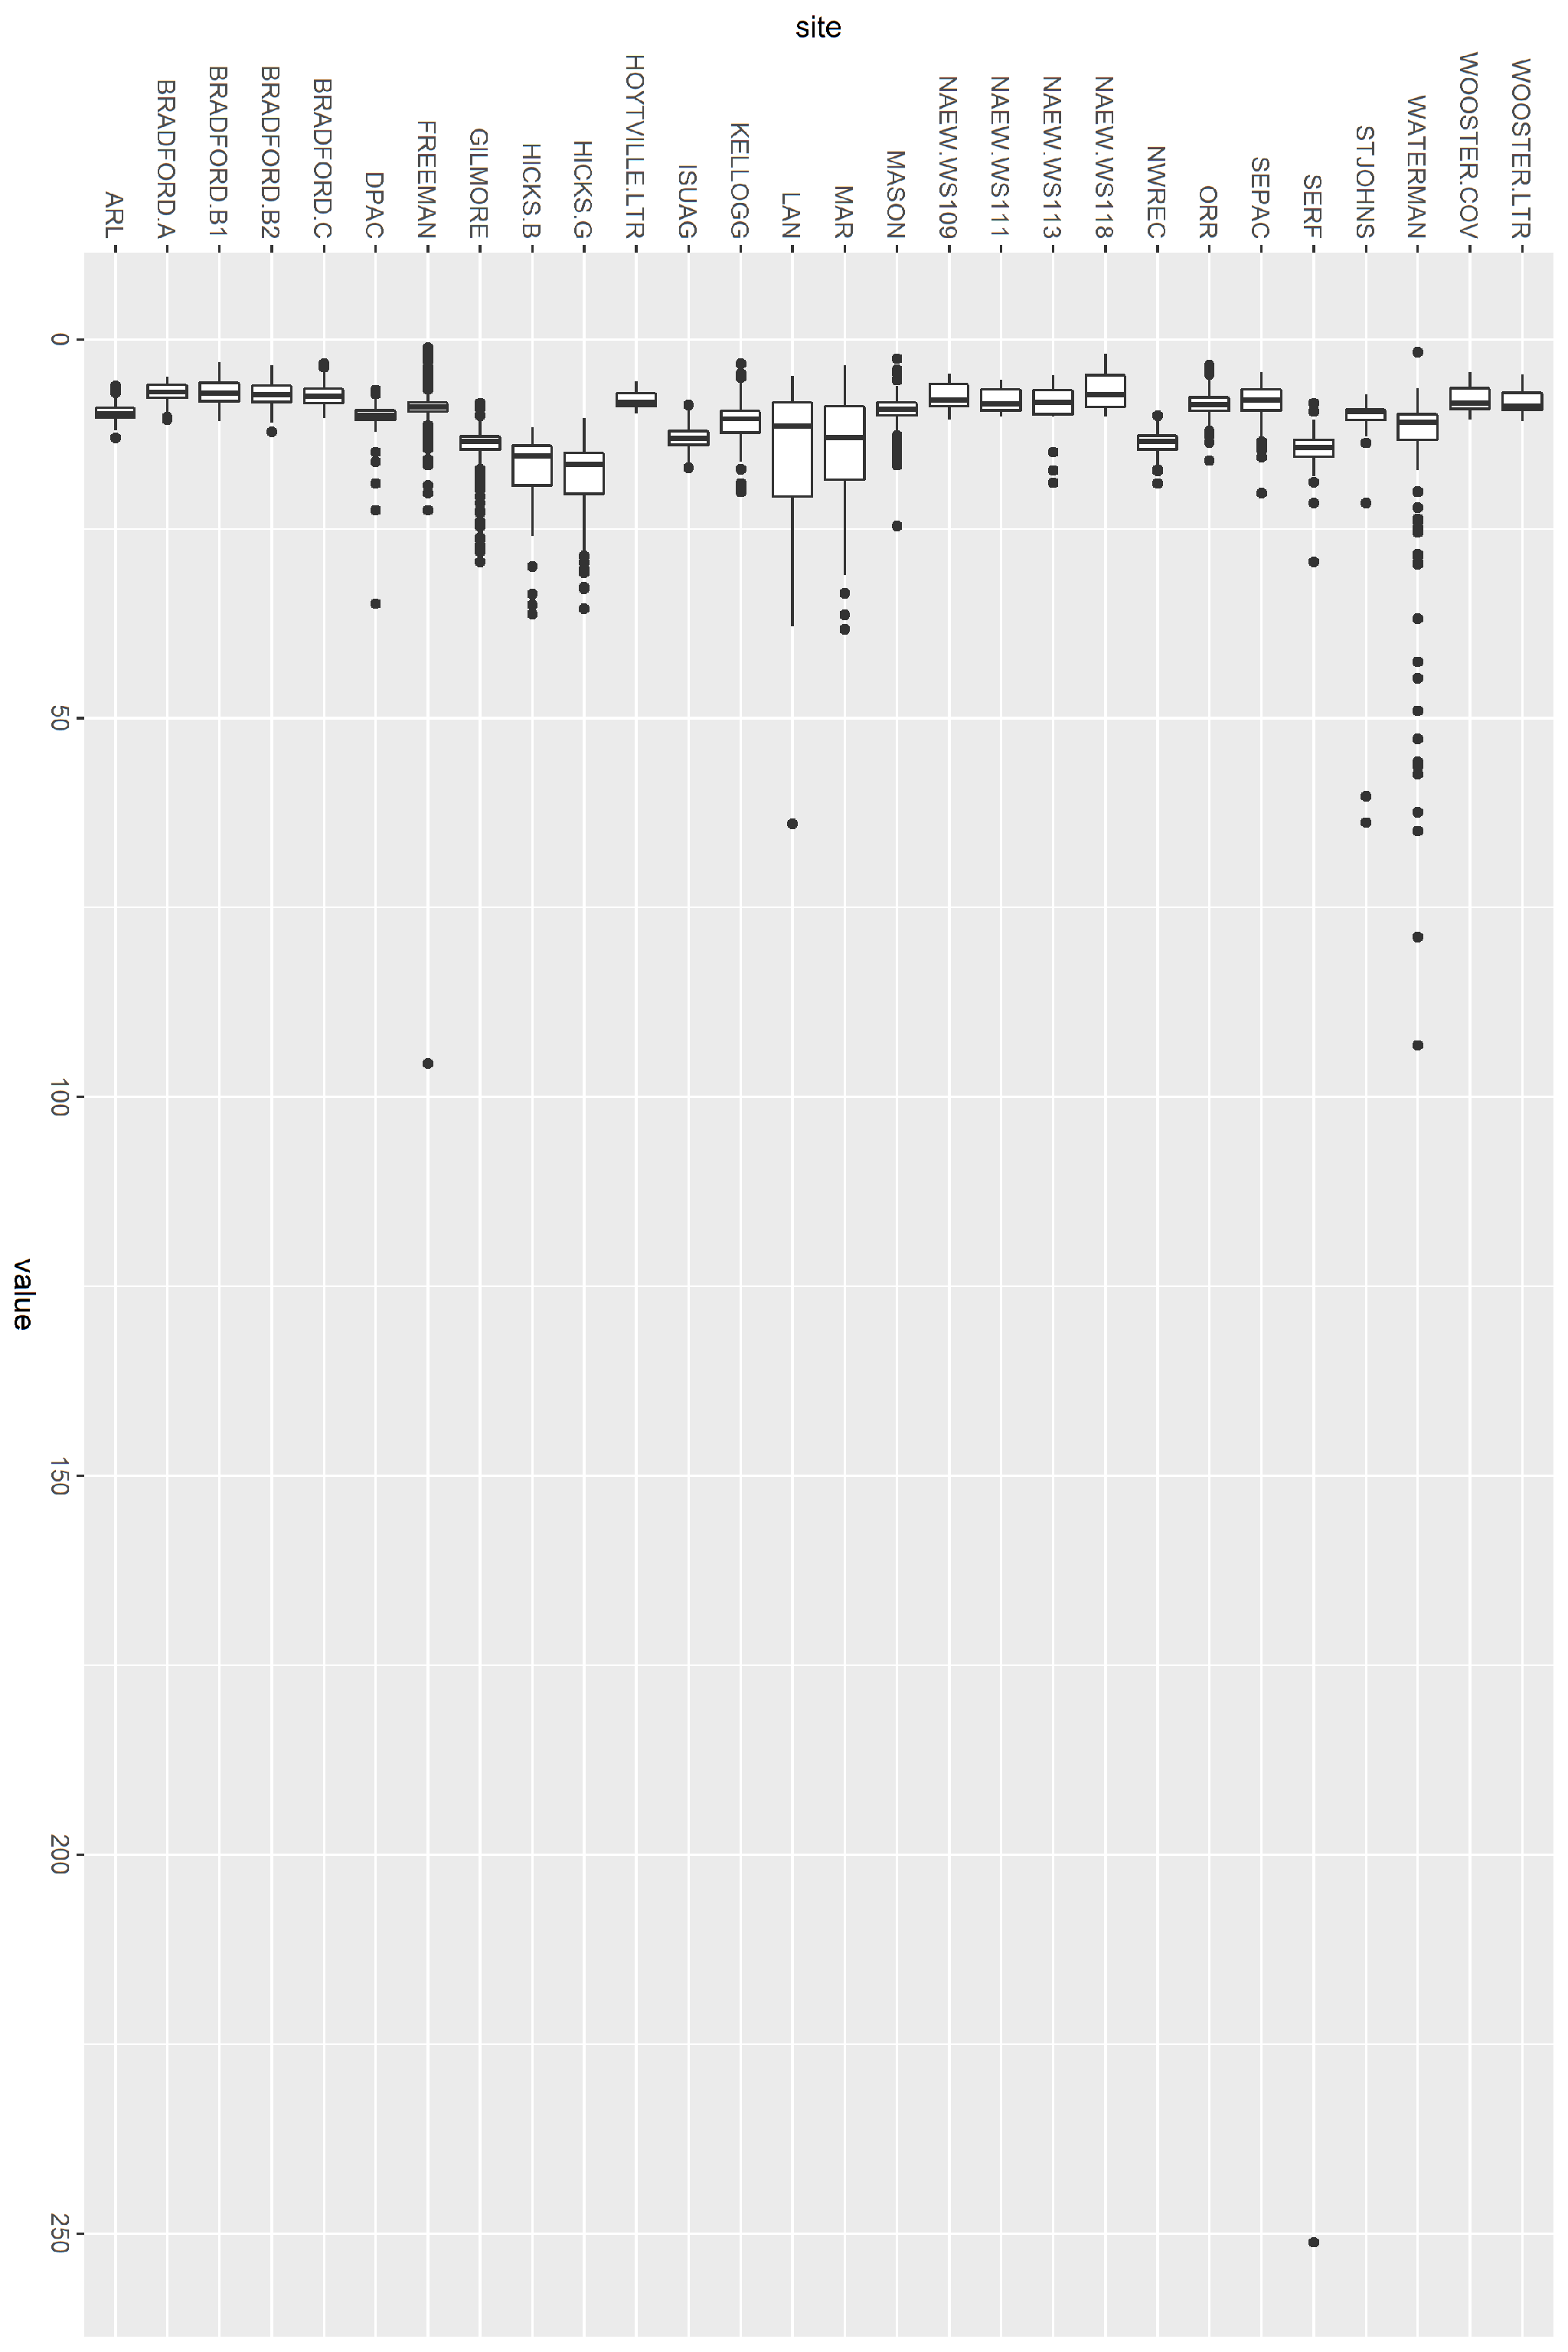 site
WOOSTER.LTR
WOOSTER.COV
WATERMAN
STJOHNS
SERF
SEPAC
ORR
NWREC
NAEW.WS118
NAEW.WS113
NAEW.WS111
NAEW.WS109
MASON
MAR
LAN
KELLOGG
ISUAG
HOYTVILLE.LTR
HICKS.G
HICKS.B
GILMORE
FREEMAN
DPAC
BRADFORD.C
BRADFORD.B2
BRADFORD.B1
BRADFORD.A
ARL
0
50
100
150
200
250
value